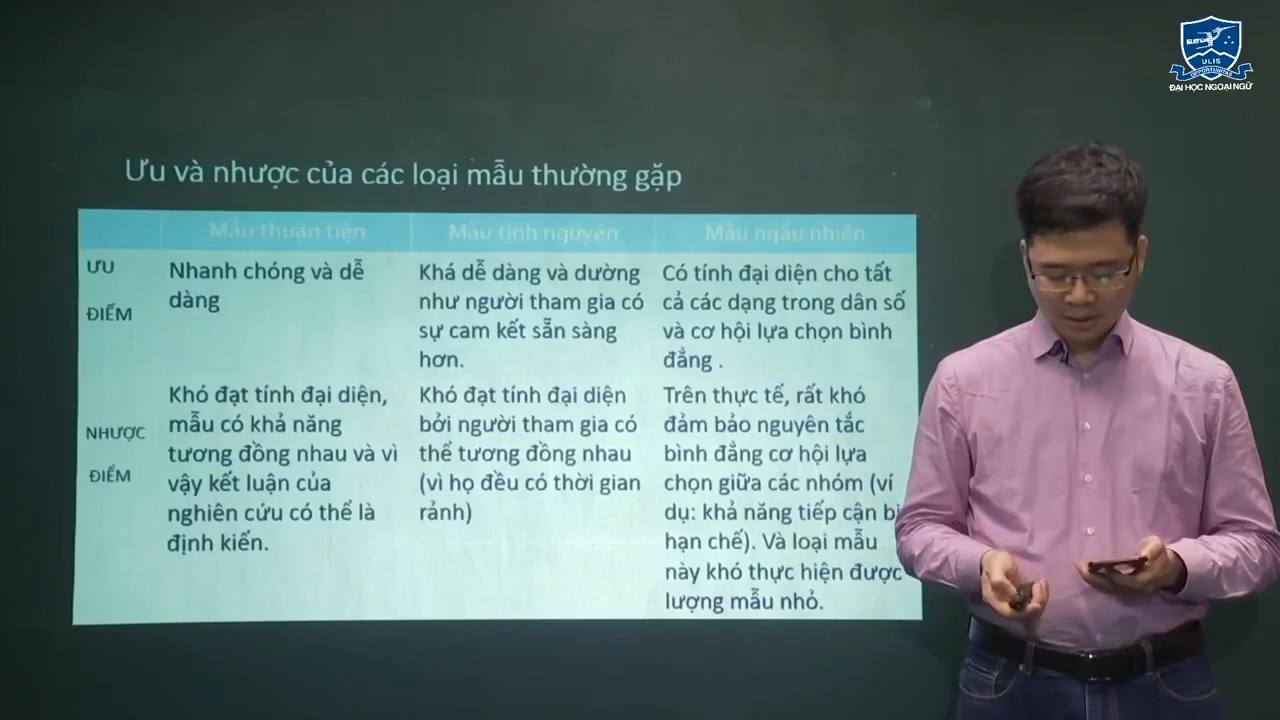 ULIS
ĐẠI HỌC NGOẠI NGỮ
Ưu và nhược của các loại mẫu thường gặp
Mẫu thuận tiện
Mẫu tình nguyện
Mẫu ngẫu nhiên
ƯU
ĐIỂM
Nhanh chóng và dễ
dàng
Khá dễ dàng và dường
như người tham gia có
sự cam kết sẵn sàng
hơn.
Có tính đại diện cho tất
cả các dạng trong dân số
và cơ hội lựa chọn bình
đẳng .
NHƯỢC
ĐIỂM
Khó đạt tính đại diện,
mẫu có khả năng
tương đồng nhau và vì
vậy kết luận của
nghiên cứu có thể là
định kiến.
Khó đạt tính đại diện
bởi người tham gia có
thể tương đồng nhau
(vì họ đều có thời gian
rảnh)
Trên thực tế, rất khó
đảm bảo nguyên tắc
bình đẳng cơ hội lựa
chọn giữa các nhóm (ví
dụ: khả năng tiếp cận bị
hạn chế). Và loại mẫu
này khó thực hiện được
lượng mẫu nhỏ.